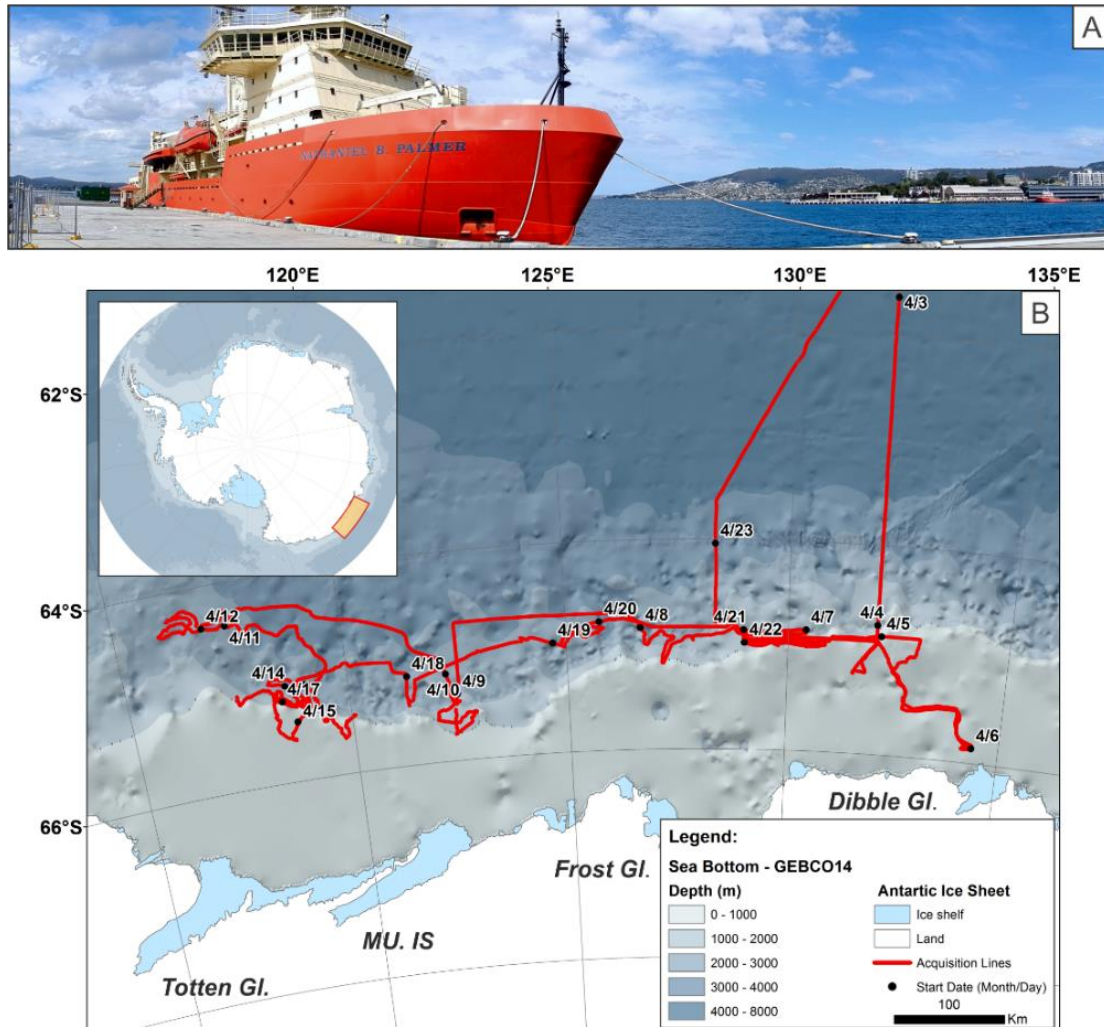 A
NATHANIEL B. PALMER
120°E 125°E 130°E 135°E
B
4/3
62°S
4/23
64°S
4/12
4/11
4/20
4/8
4/21
4/22
4/7
4/4
4/5
4/19
4/18
4/10
4/9
4/14
4/17
4/15
4/6
66°S
Dibble Gl.
Frost Gl.
MU. IS
Totten Gl.
Legend:
Sea Bottom - GEBCO14
Depth (m)
0 - 1000
1000 - 2000
2000 - 3000
3000 - 4000
4000 - 8000
Antartic Ice Sheet
Ice shelf
Land
Acquisition Lines
Start Date (Month/Day)
100
Km